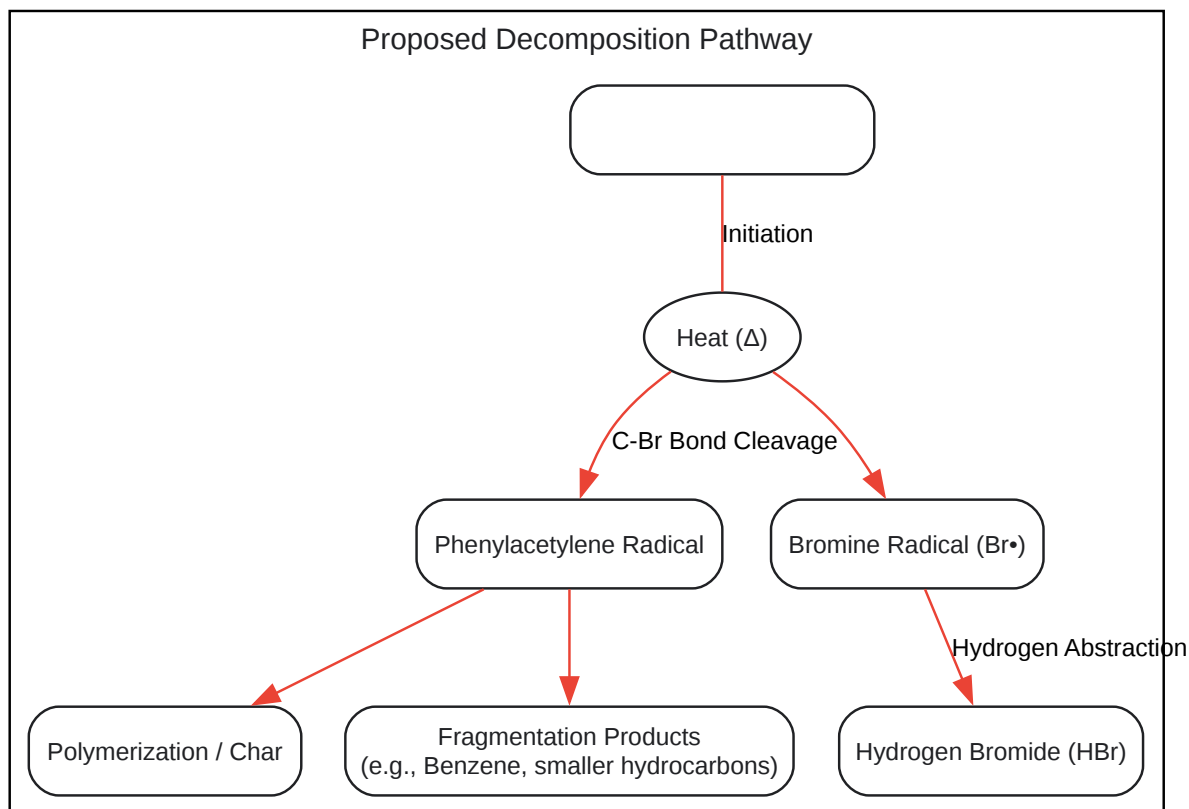 Proposed Decomposition Pathway
Initiation
Heat (Δ)
C-Br Bond Cleavage
Phenylacetylene Radical
Bromine Radical (Br•)
Hydrogen Abstraction
Polymerization / Char
Fragmentation Products
(e.g., Benzene, smaller hydrocarbons)
Hydrogen Bromide (HBr)